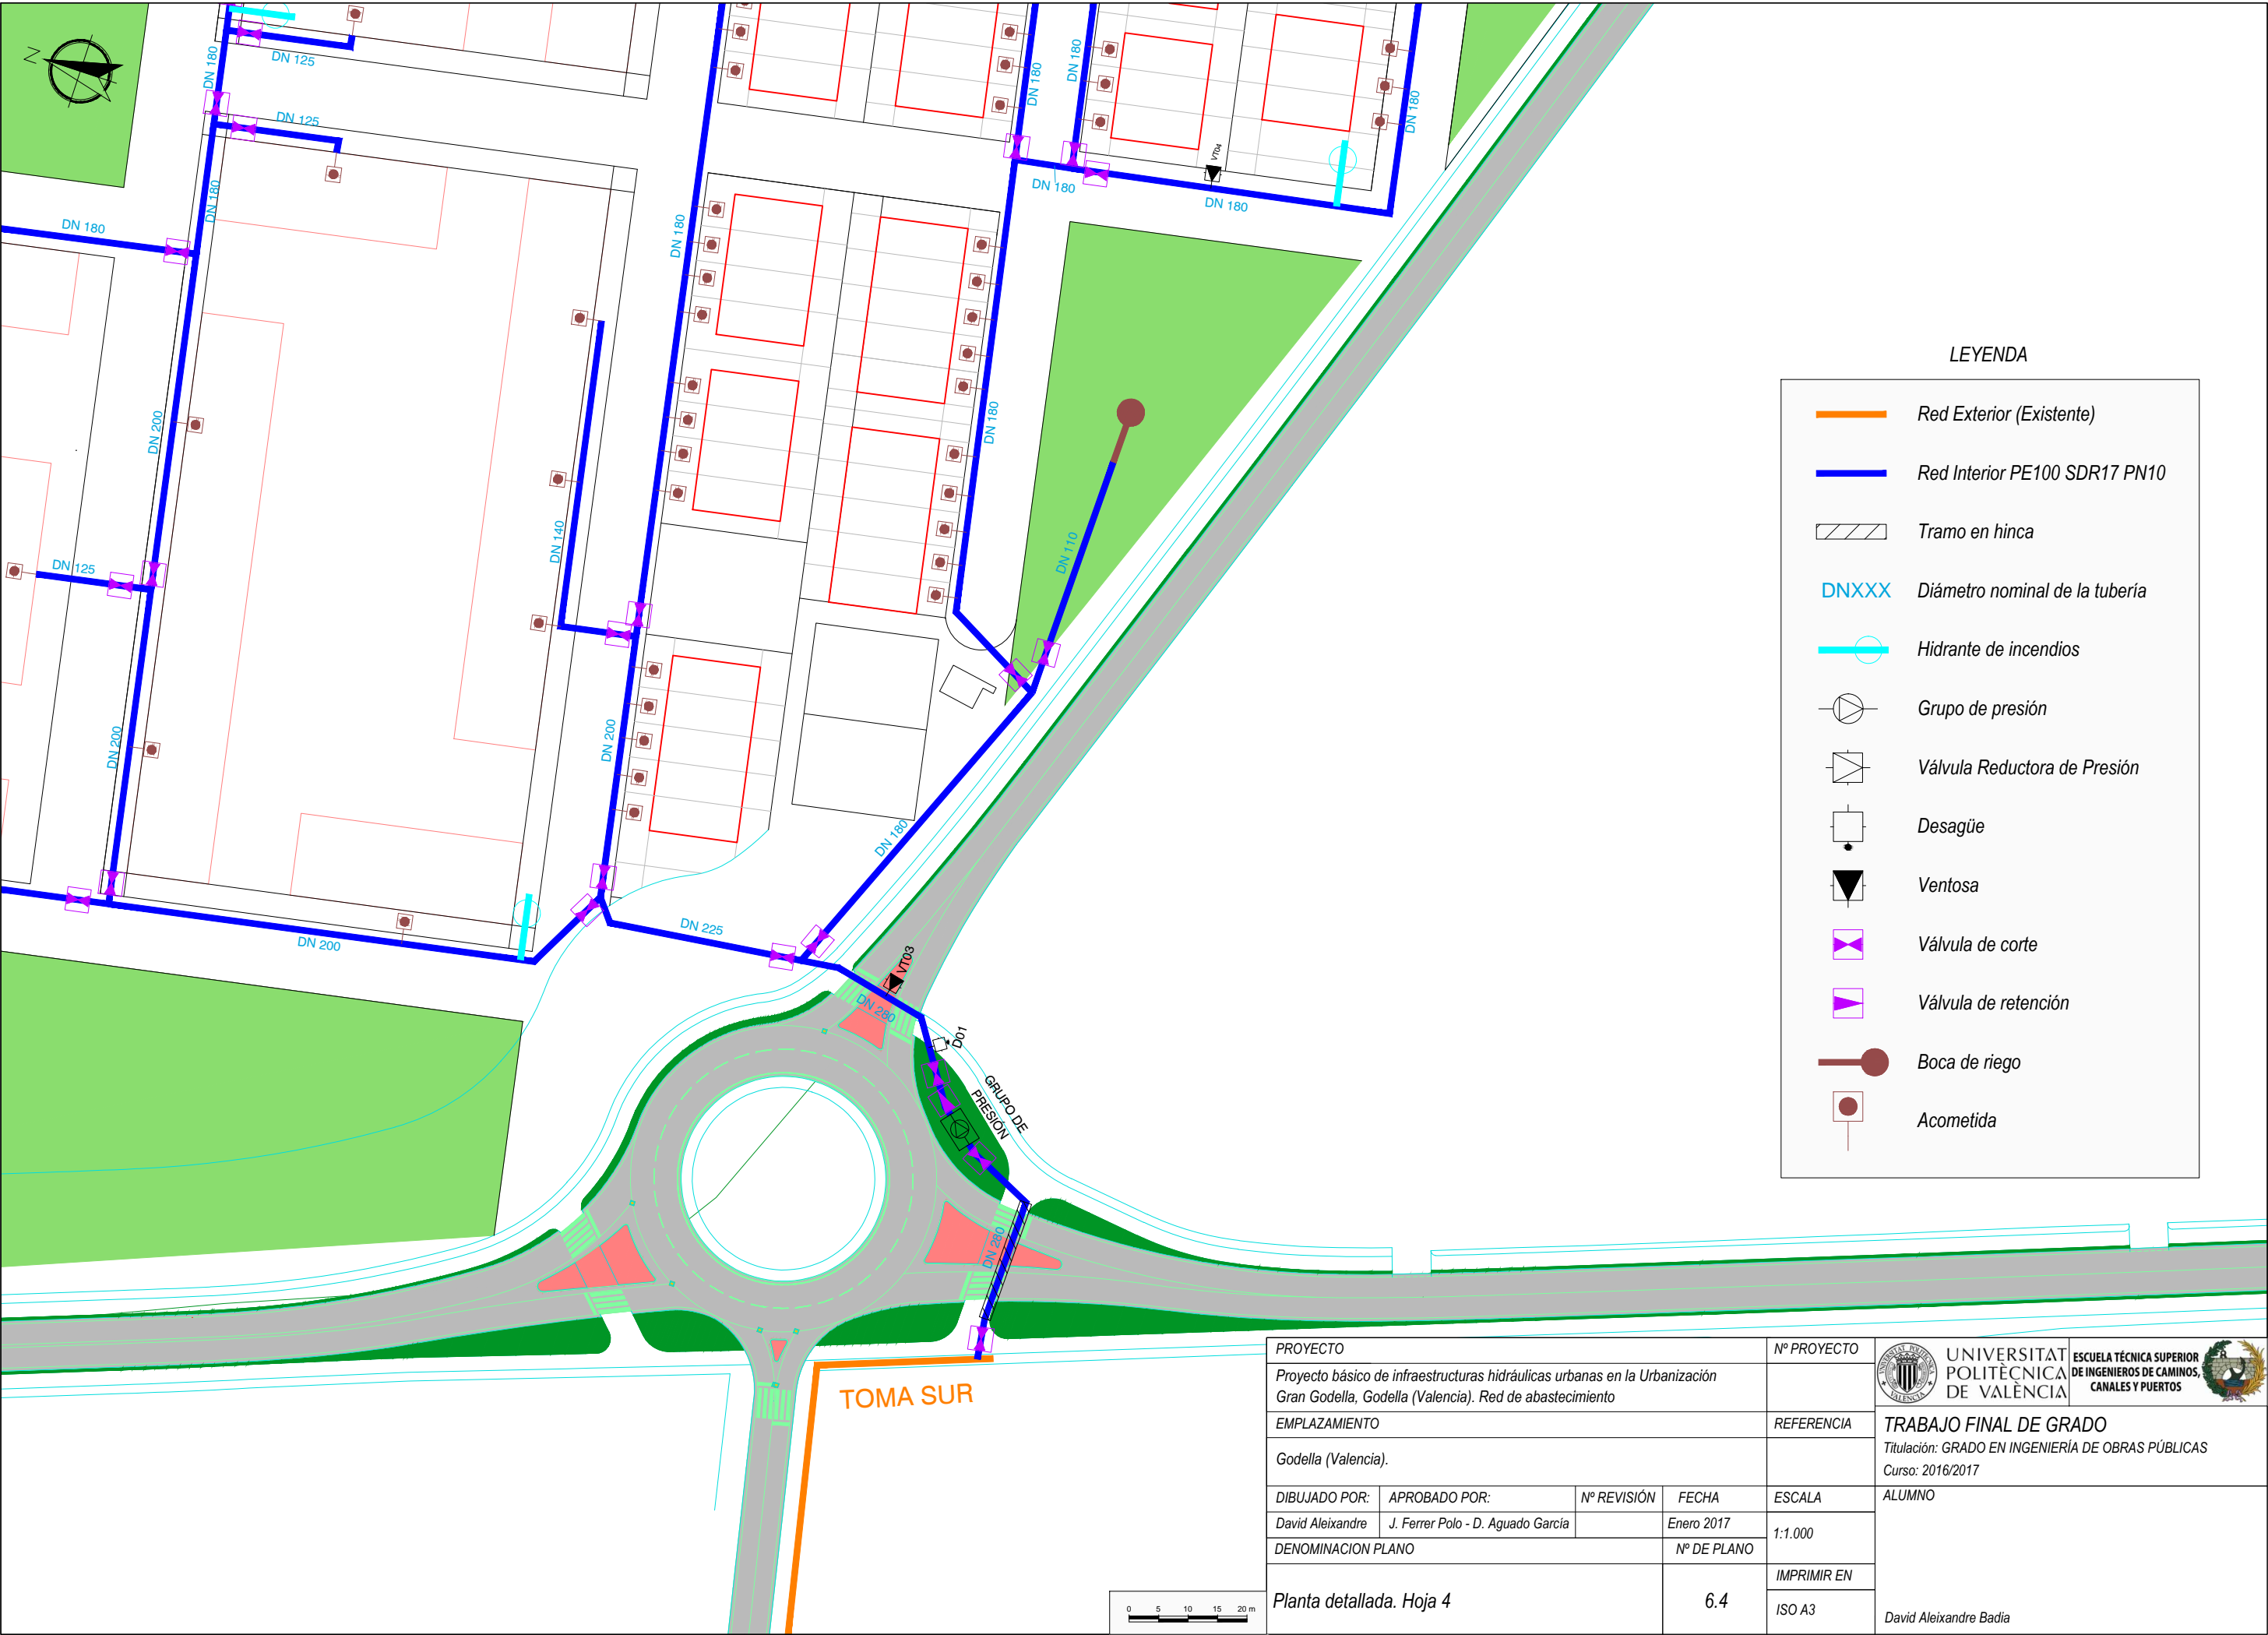 N
DN 180
DN 125
DN 125
DN 180
DN 180
DN 200
DN 125
DN 200
DN 200
DN 140
DN 180
DN 200
DN 225
DN 180
DN 180
DN 180
DN 180
DN 180
VT04
DN 180
DN 180
DN 110
DN 180
VT03
DN 280
D01
GRUPO DE
PRESIÓN
DN 280
TOMA SUR
LEYENDA
Red Exterior (Existente)
Red Interior PE100 SDR17 PN10
Tramo en hinca
DNXXX Diámetro nominal de la tubería
Hidrante de incendios
Grupo de presión
Válvula Reductora de Presión
Desagüe
Ventosa
Válvula de corte
Válvula de retención
Boca de riego
Acometida
0 5 10 15 20 m
PROYECTO
Proyecto básico de infraestructuras hidráulicas urbanas en la Urbanización
Gran Godella, Godella (Valencia). Red de abastecimiento
Nº PROYECTO
EMPLAZAMIENTO
Godella (Valencia).
REFERENCIA
DIBUJADO POR: APROBADO POR: Nº REVISIÓN FECHA
David Aleixandre J. Ferrer Polo - D. Aguado García Enero 2017
ESCALA
1:1.000
DENOMINACION PLANO Nº DE PLANO
Planta detallada. Hoja 4 6.4
IMPRIMIR EN
ISO A3
UNIVERSITAT
POLITÈCNICA
DE VALÈNCIA
ESCUELA TÉCNICA SUPERIOR
DE INGENIEROS DE CAMINOS,
CANALES Y PUERTOS
TRABAJO FINAL DE GRADO
Titulación: GRADO EN INGENIERÍA DE OBRAS PÚBLICAS
Curso: 2016/2017
ALUMNO
David Aleixandre Badia